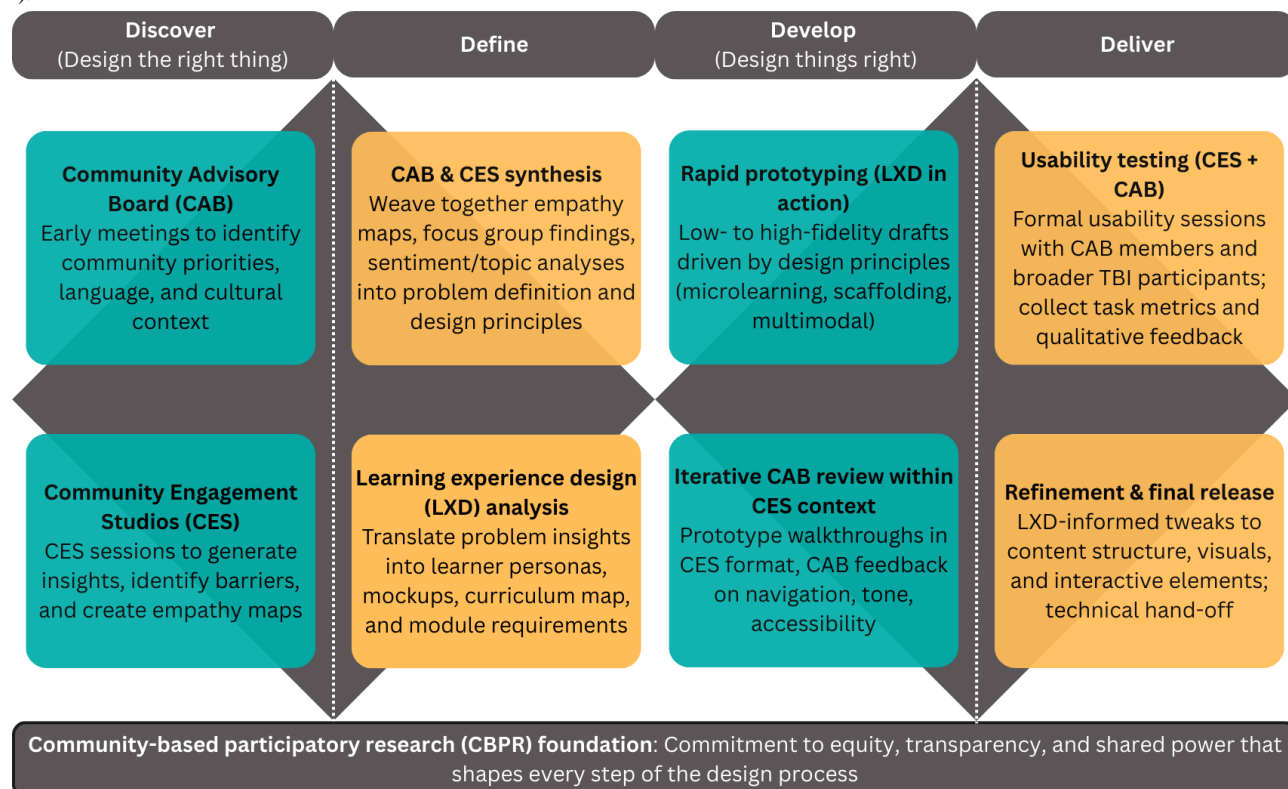 ).
Discover
(Design the right thing)
Define
Develop
(Design things right)
Deliver
Community Advisory
Board (CAB)
Early meetings to identify
community priorities,
language, and cultural
context
CAB & CES synthesis
Weave together empathy
maps, focus group findings,
sentiment/topic analyses
into problem definition and
design principles
Rapid prototyping (LXD in
action)
Low- to high-fidelity drafts
driven by design principles
(microlearning, scaffolding,
multimodal)
Usability testing (CES +
CAB)
Formal usability sessions
with CAB members and
broader TBI participants;
collect task metrics and
qualitative feedback
Community Engagement
Studios (CES)
CES sessions to generate
insights, identify barriers,
and create empathy maps
Learning experience design
(LXD) analysis
Translate problem insights
into learner personas,
mockups, curriculum map,
and module requirements
Iterative CAB review within
CES context
Prototype walkthroughs in
CES format, CAB feedback
on navigation, tone,
accessibility
Refinement & final release
LXD-informed tweaks to
content structure, visuals,
and interactive elements;
technical hand-off
Community-based participatory research (CBPR) foundation: Commitment to equity, transparency, and shared power that
shapes every step of the design process